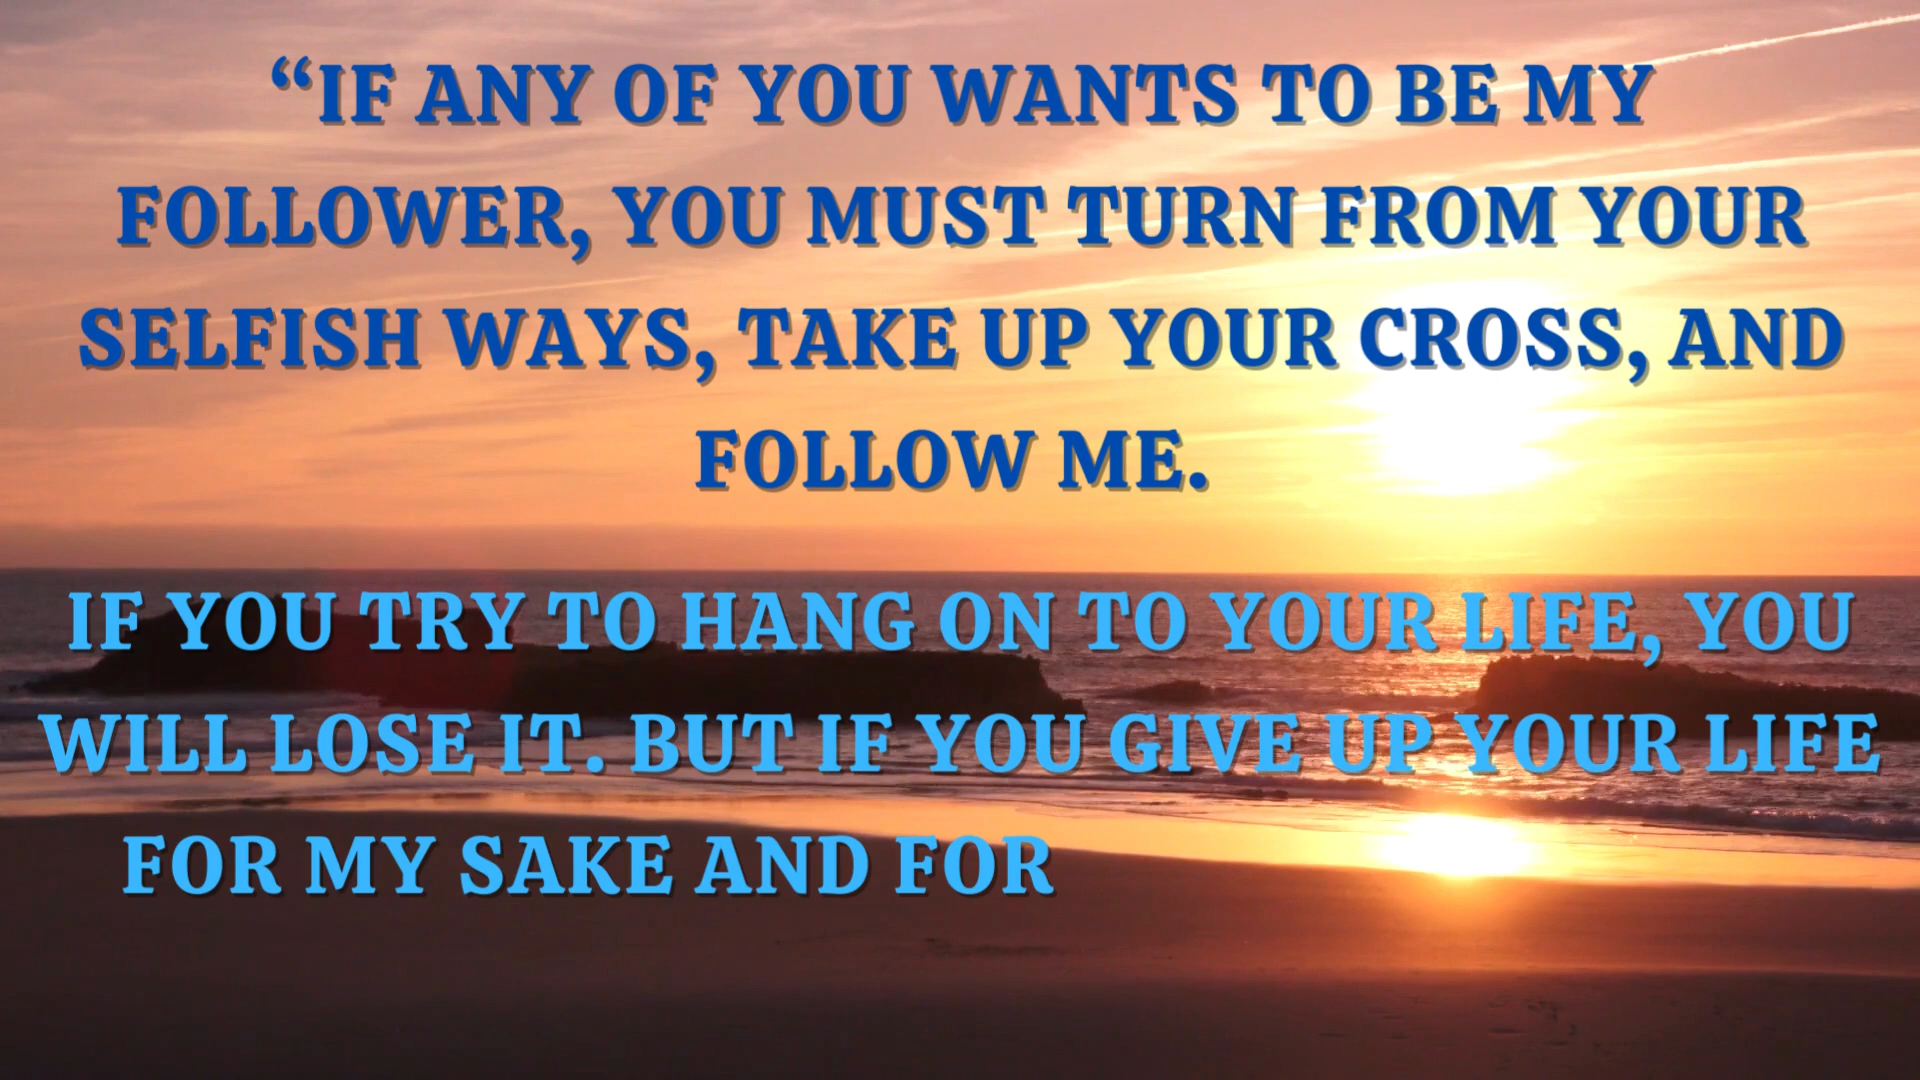 “IF ANY OF YOU WANTS TO BE MY
FOLLOWER, YOU MUST TURN FROM YOUR
SELFISH WAYS, TAKE UP YOUR CROSS, AND
FOLLOW ME.
IF YOU TRY TO HANG ON TO YOUR LIFE, YOU
WILL LOSE IT. BUT IF YOU GIVE UP YOUR LIFE
FOR MY SAKE AND FOR